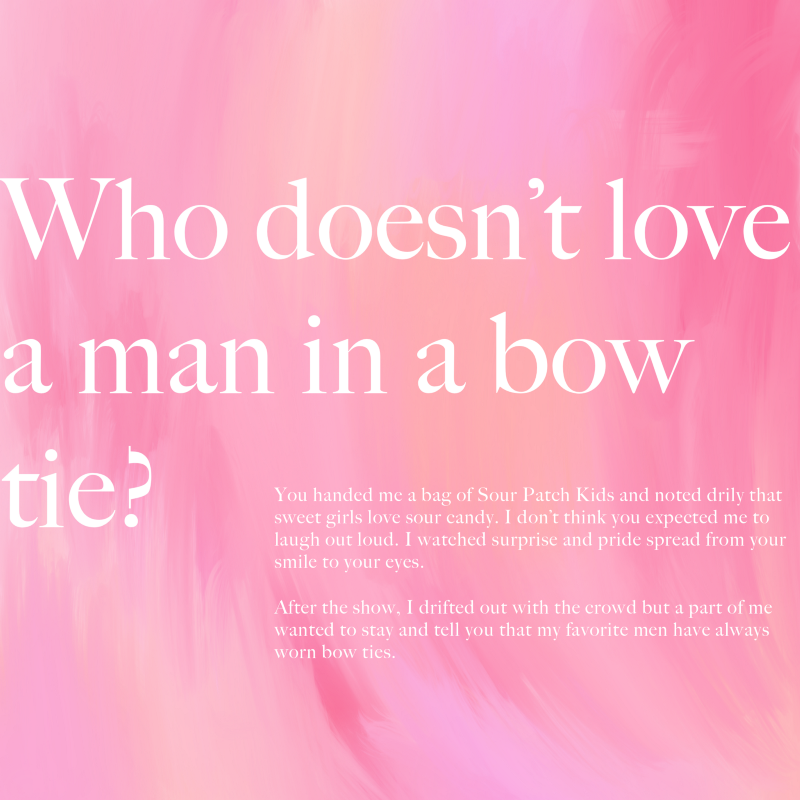 Who doesn’t love
a man in a bow
tie?
You handed me a bag of Sour Patch Kids and noted drily that
sweet girls love sour candy. I don't think you expected me to
laugh out loud. I watched surprise and pride spread from your
smile to your eyes.
After the show, I drifted out with the crowd but a part of me
wanted to stay and tell you that my favorite men have always
worn bow ties.